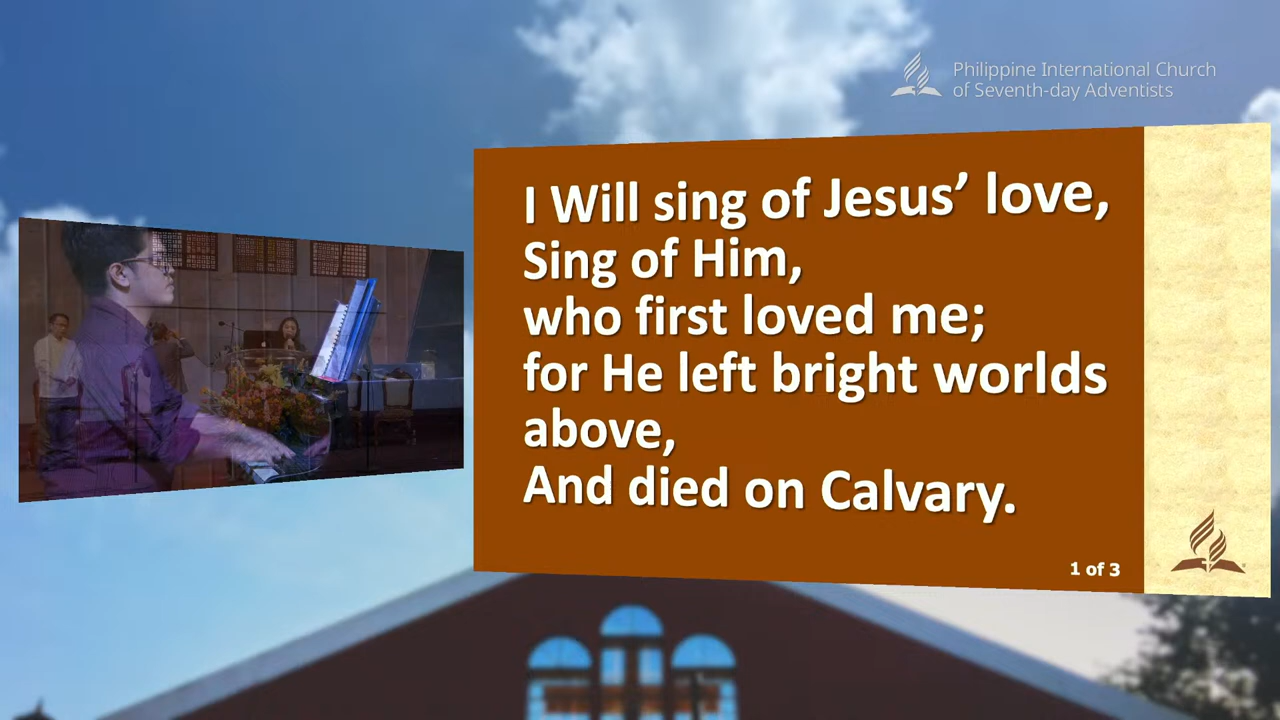 Philippine International Church
of Seventh-day Adventists
I Will sing of Jesus’ love,
Sing of Him,
who first loved me;
for He left bright worlds
above,
And died on Calvary.
1 of 3